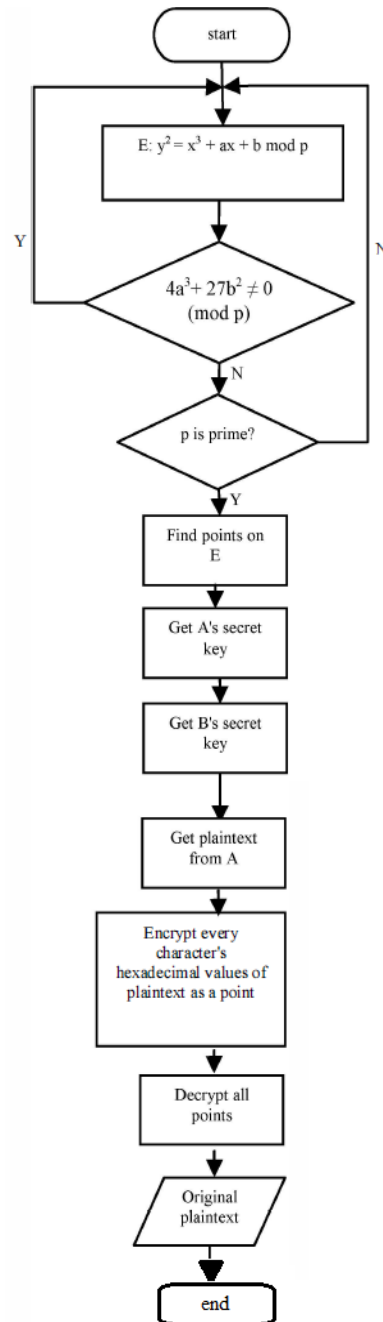 start
E: y² = x³ + ax + b mod p
Y
N
4a³+ 27b² ≠ 0
(mod p)
N
p is prime?
Y
Find points on
E
Get A's secret
key
Get B's secret
key
Get plaintext
from A
Encrypt every
character's
hexadecimal values of
plaintext as a point
Decrypt all
points
Original
plaintext
end